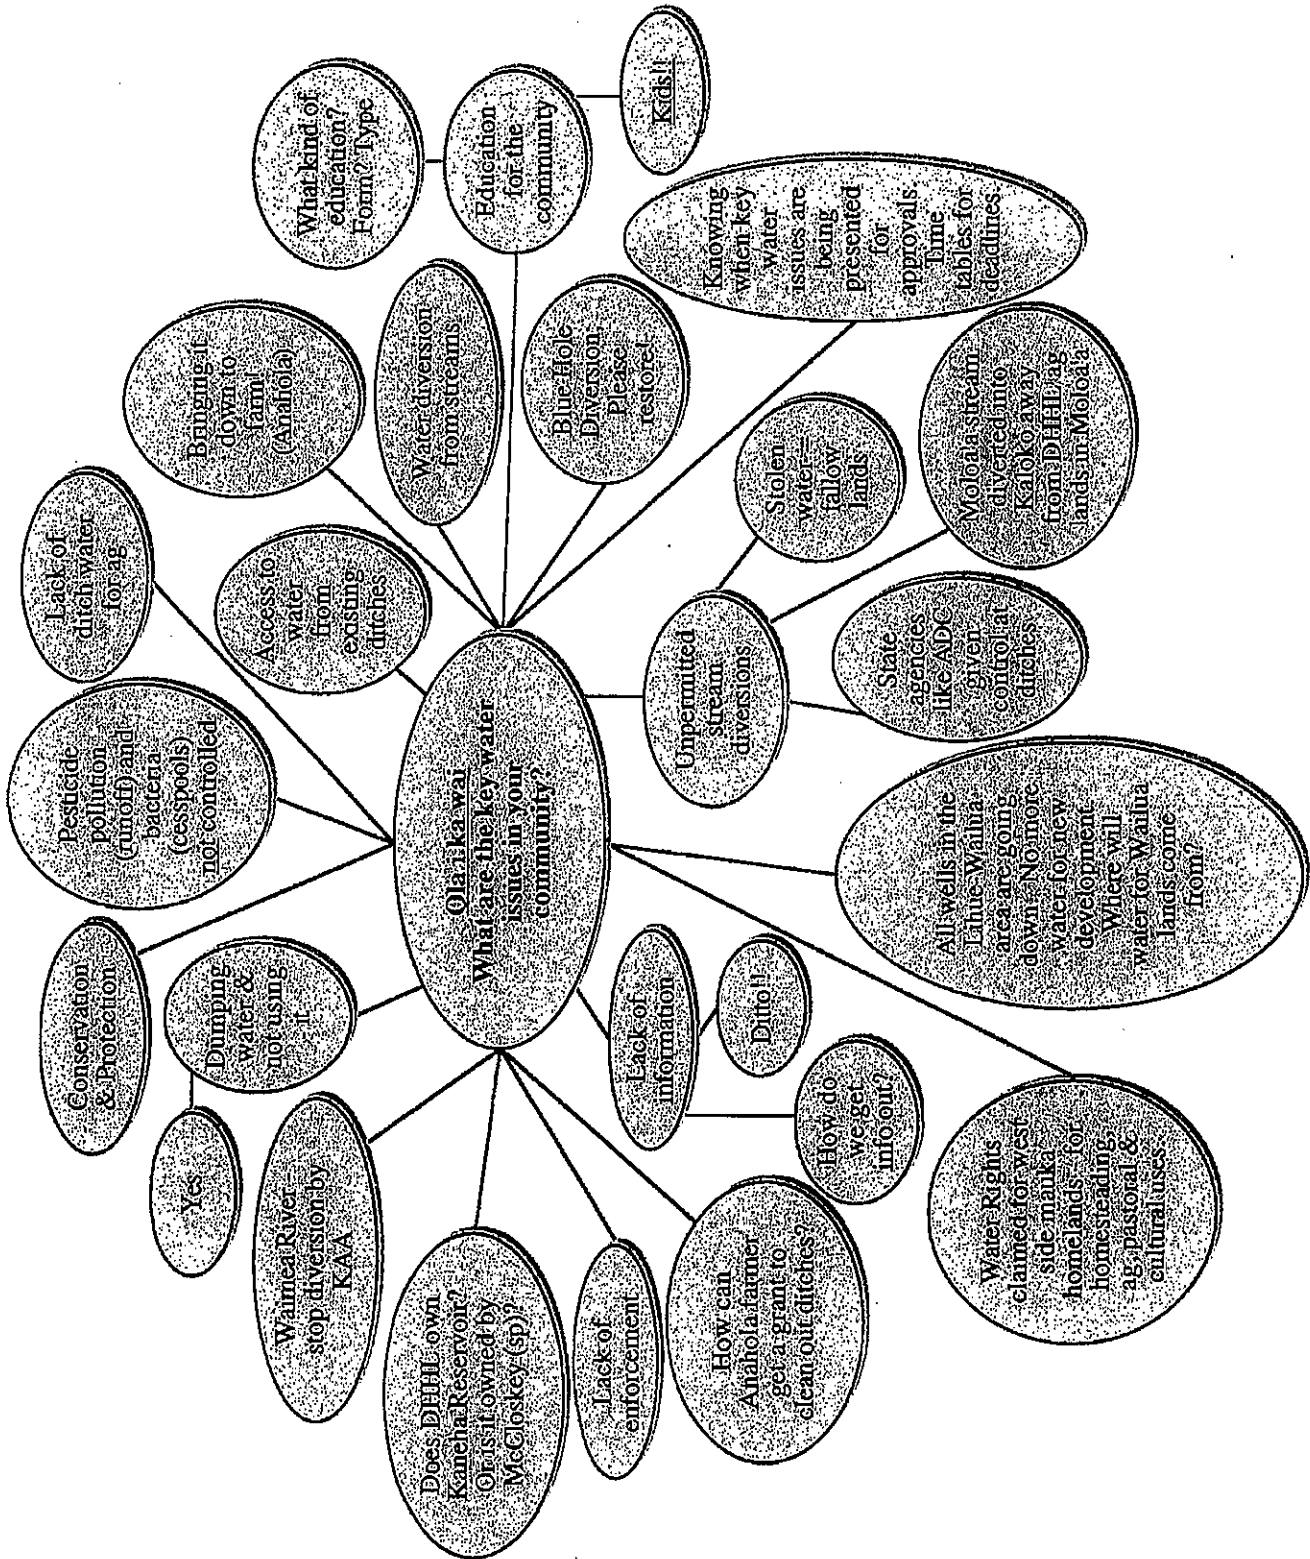 Ola i ka wai
What are the key water
issues in your
community?
Conservation
& Protection
Pesticide
pollution
(runoff) and
bacteria
(cesspools)
not controlled
Lack of
ditch water
for ag
Access to
water
from
existing
ditches
Bringing it
down to
farm!
(Anahola)
Water diversion
from streams
Education
for the
community
What kind of
education?
Form? Type
Kids!!
Blue Hole
Diversion
Please
restore!
Knowing
when key
water
issues are
being
presented
for
approvals.
Time
tables for
deadlines.
Unpermitted
stream
diversions
Stolen
water =
fallow
lands
Moloaa stream
divered into
Kaloko away
from DHHL ag
lands in Moloa?
State
agencies
like ADC
given
control at
ditches
All wells in the
Lihue Wailua
area are going
down. No more
water for new
development
Where will
water for Wailua
lands come
from?
Water Rights
claimed for west
side mauka
homelands – for
homesteading,
ag, pastoral &
cultural uses.
Lack of
information
Ditto!!
How do
we get
info out?
How can
Anahola farmer
get a grant to
clean out ditches?
Lack of
enforcement
Does DHHL own
Kaneha Reservoir?
Or is it owned by
McCloskey (sp)?
Waimea River –
stop diversion by
KAA
Dumping
water &
not using
it
Yes